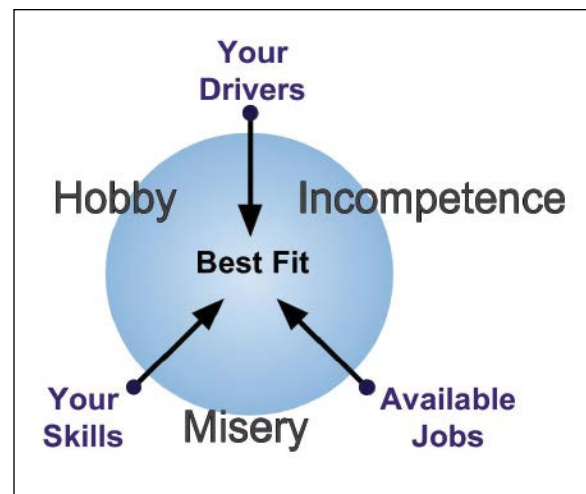 Your
Drivers
Hobby
Incompetence
Best Fit
Your
Skills
Misery
Available
Jobs